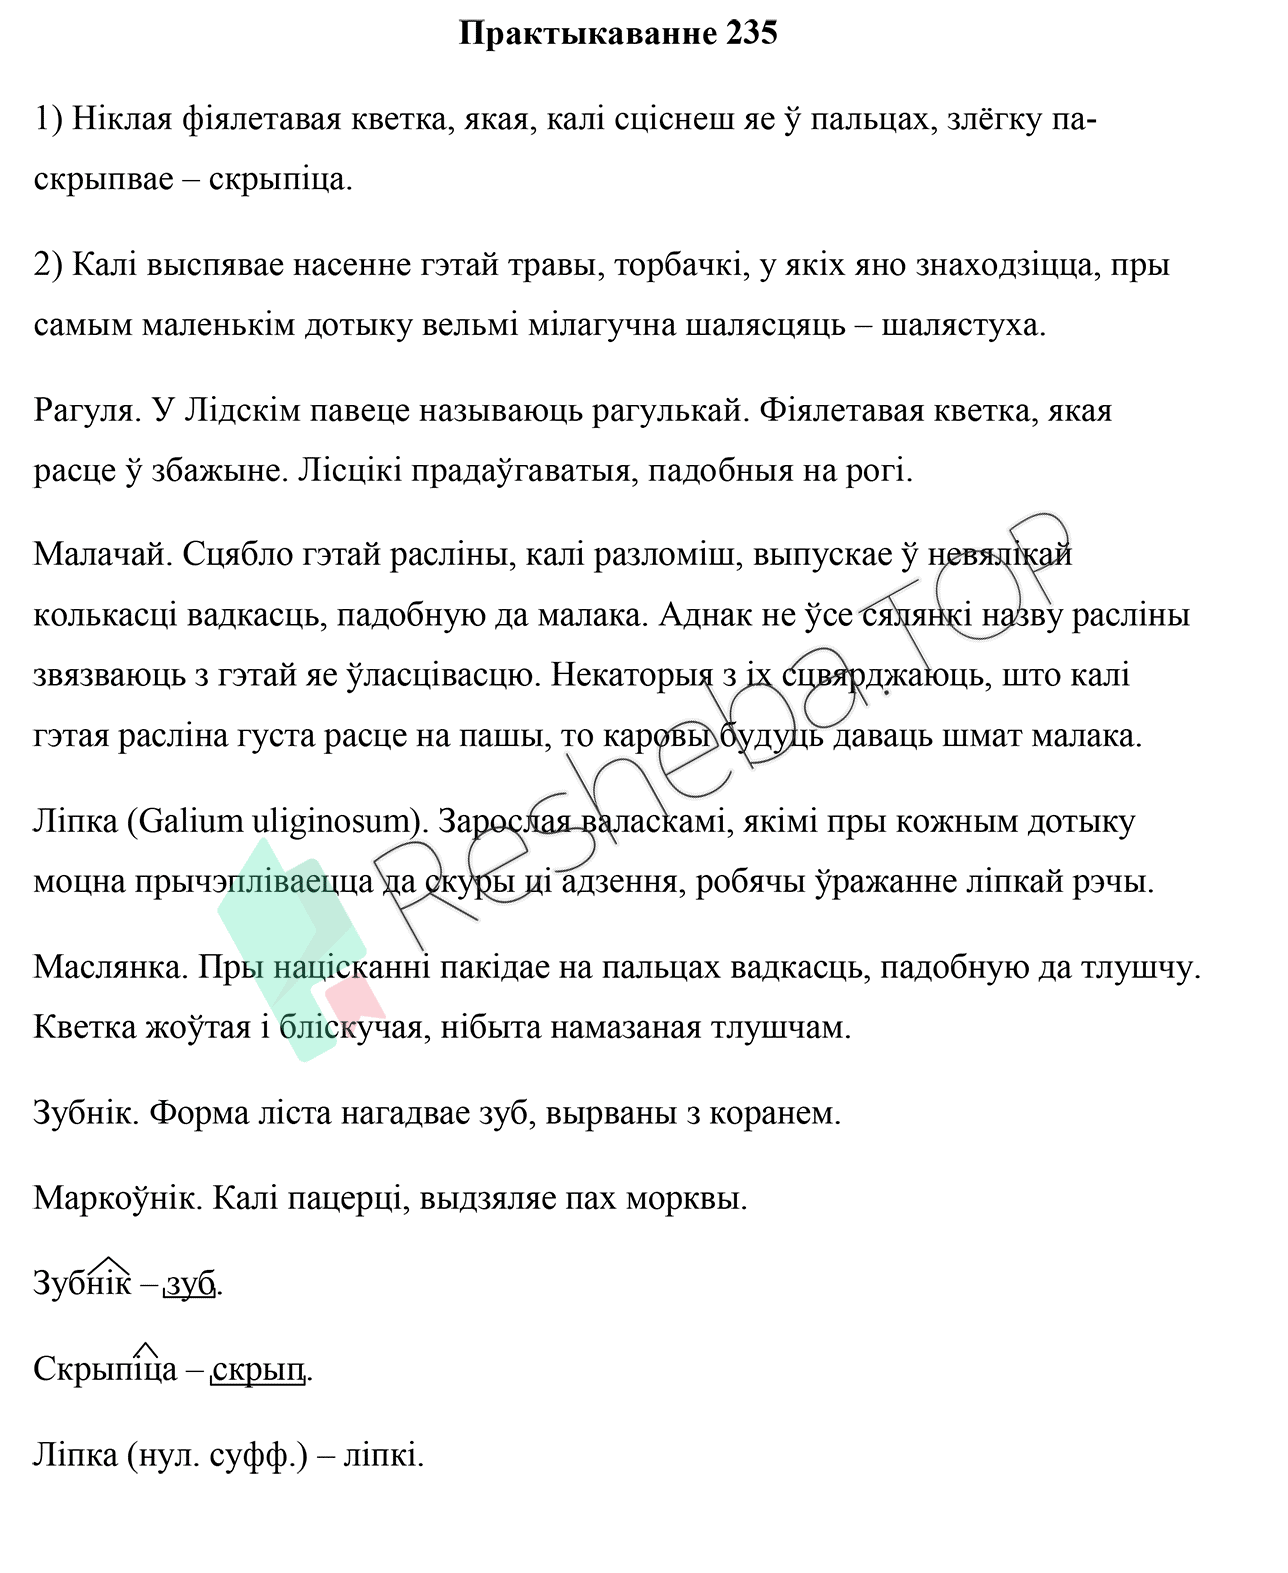 Практыкаванне 235
1) Ніклая фіялетавая кветка, якая, калі сціснеш яе ў пальцах, злёгку па-
скрыпвае – скрыпіца.
2) Калі выспявае насенне гэтай травы, торбачкі, у якіх яно знаходзіцца, пры
самым маленькім дотыку вельмі мілагучна шалясцяць – шалястуха.
Рагуля. У Лідскім павеце называюць рагулькай. Фіялетавая кветка, якая
расце ў збажыне. Лісцікі прадаўгаватыя, падобныя на рогі.
Малачай. Сцябло гэтай расліны, калі разломіш, выпускае ў невялікай
колькасці вадкасць, падобную да малака. Аднак не ўсе сялянкі назву расліны
звязваюць з гэтай яе ўласцівасцю. Некаторыя з іх сцвярджаюць, што калі
гэтая расліна густа расце на пашы, то каровы будуць даваць шмат малака.
Ліпка (Galium uliginosum). Зарослая валаскамі, якімі пры кожным дотыку
моцна прычэпліваецца да скуры ці адзення, робячы ўражанне ліпкай рэчы.
Маслянка. Пры націсканні пакідае на пальцах вадкасць, падобную да тлушчу.
Кветка жоўтая і бліскучая, нібыта намазаная тлушчам.
Зубнік. Форма ліста нагадвае зуб, вырваны з коранем.
Маркоўнік. Калі пацерці, выдзяляе пах морквы.
Зубнік – зуб.
Скрыпіца – скрып.
Ліпка (нул. суфф.) – ліпкі.
Resheba.TOP